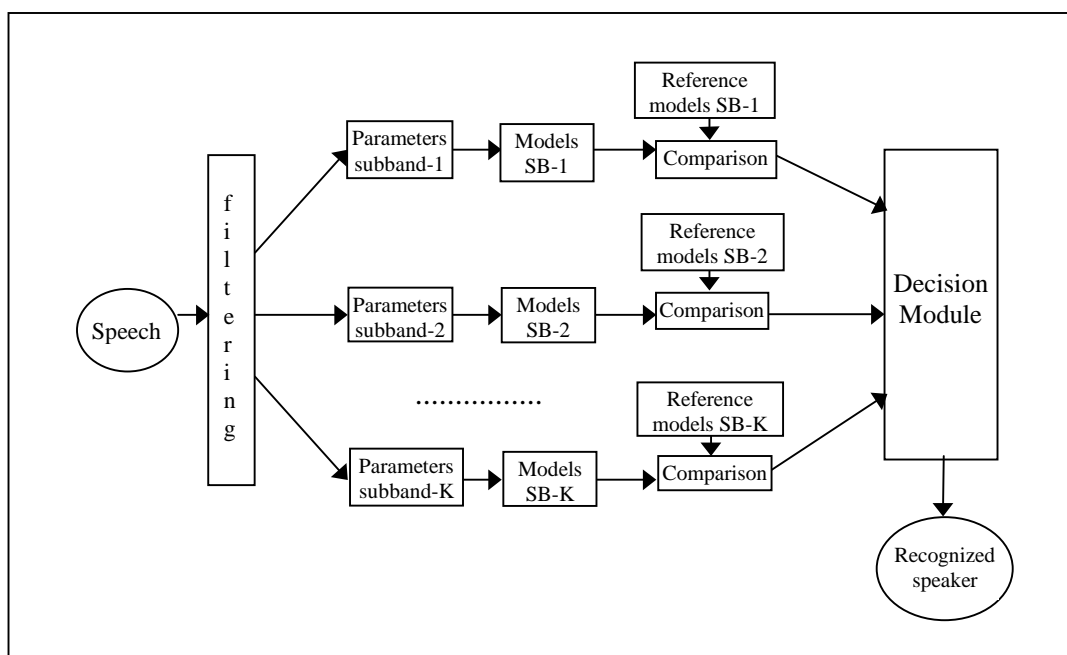 Reference
models SB-1
Parameters
subband-1
Models
SB-1
Comparison
filtering
Reference
models SB-2
Decision
Module
Speech
Parameters
subband-2
Models
SB-2
Comparison
................
Reference
models SB-K
Parameters
subband-K
Models
SB-K
Comparison
Recognized
speaker